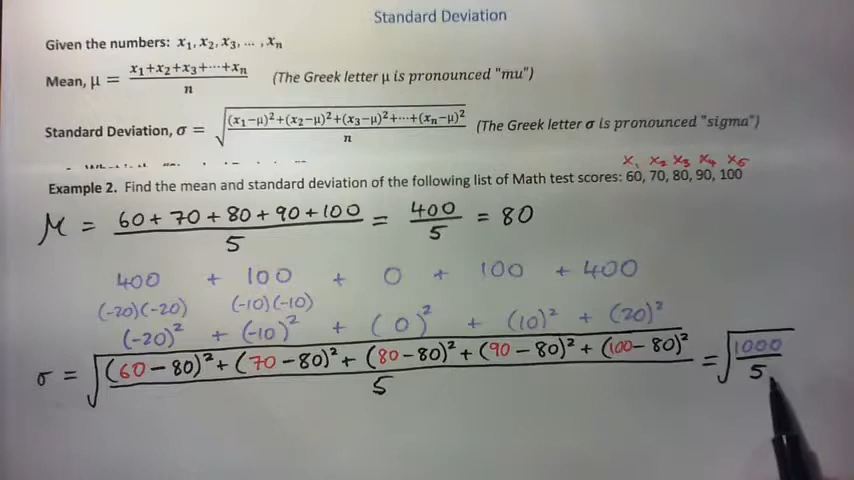 Standard Deviation
Given the numbers: x₁, x₂, x₃, … , xₙ
Mean, μ = (x₁+x₂+x₃+⋯+xₙ)/n (The Greek letter μ is pronounced "mu")
Standard Deviation, σ = √(((x₁−μ)²+(x₂−μ)²+(x₃−μ)²+⋯+(xₙ−μ)²)/n) (The Greek letter σ is pronounced "sigma")
x₁ x₂ x₃ x₄ x₅
Example 2. Find the mean and standard deviation of the following list of Math test scores: 60, 70, 80, 90, 100
μ = (60 + 70 + 80 + 90 + 100)/5 = 400/5 = 80
400 + 100 + 0 + 100 + 400
(-20)(-20) (-10)(-10)
(-20)² + (-10)² + (0)² + (10)² + (20)²
σ = √(((60 − 80)² + (70 − 80)² + (80 − 80)² + (90 − 80)² + (100 − 80)²)/5) = √(1000/5)